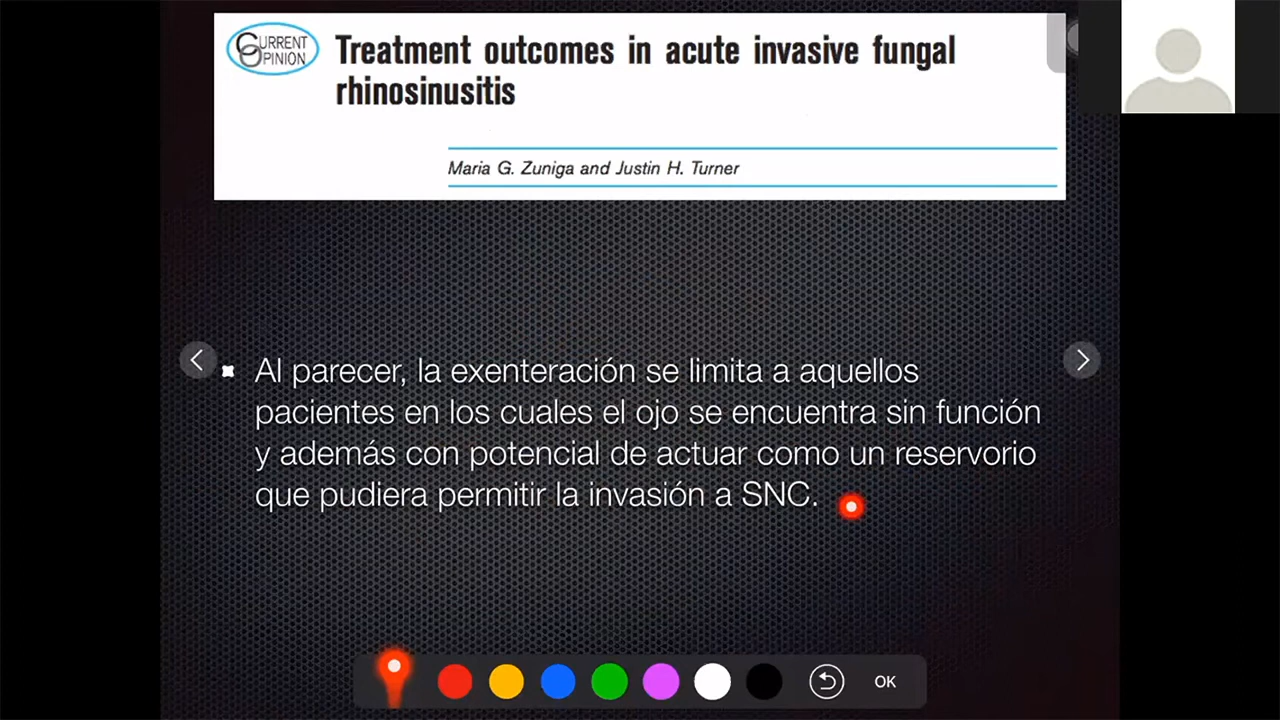 CURRENT
OPINION
Treatment outcomes in acute invasive fungal
rhinosinusitis
Maria G. Zuniga and Justin H. Turner
Al parecer, la exenteración se limita a aquellos
pacientes en los cuales el ojo se encuentra sin función
y además con potencial de actuar como un reservorio
que pudiera permitir la invasión a SNC.
OK